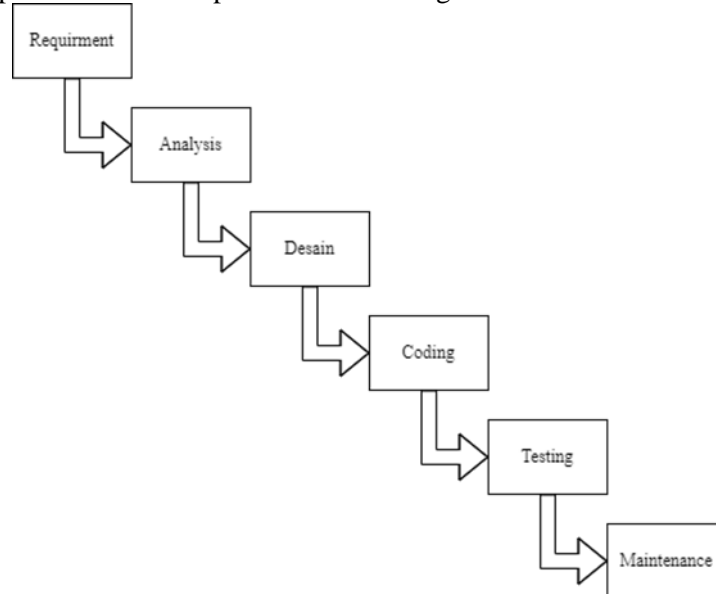 Requirment
Analysis
Desain
Coding
Testing
Maintenance